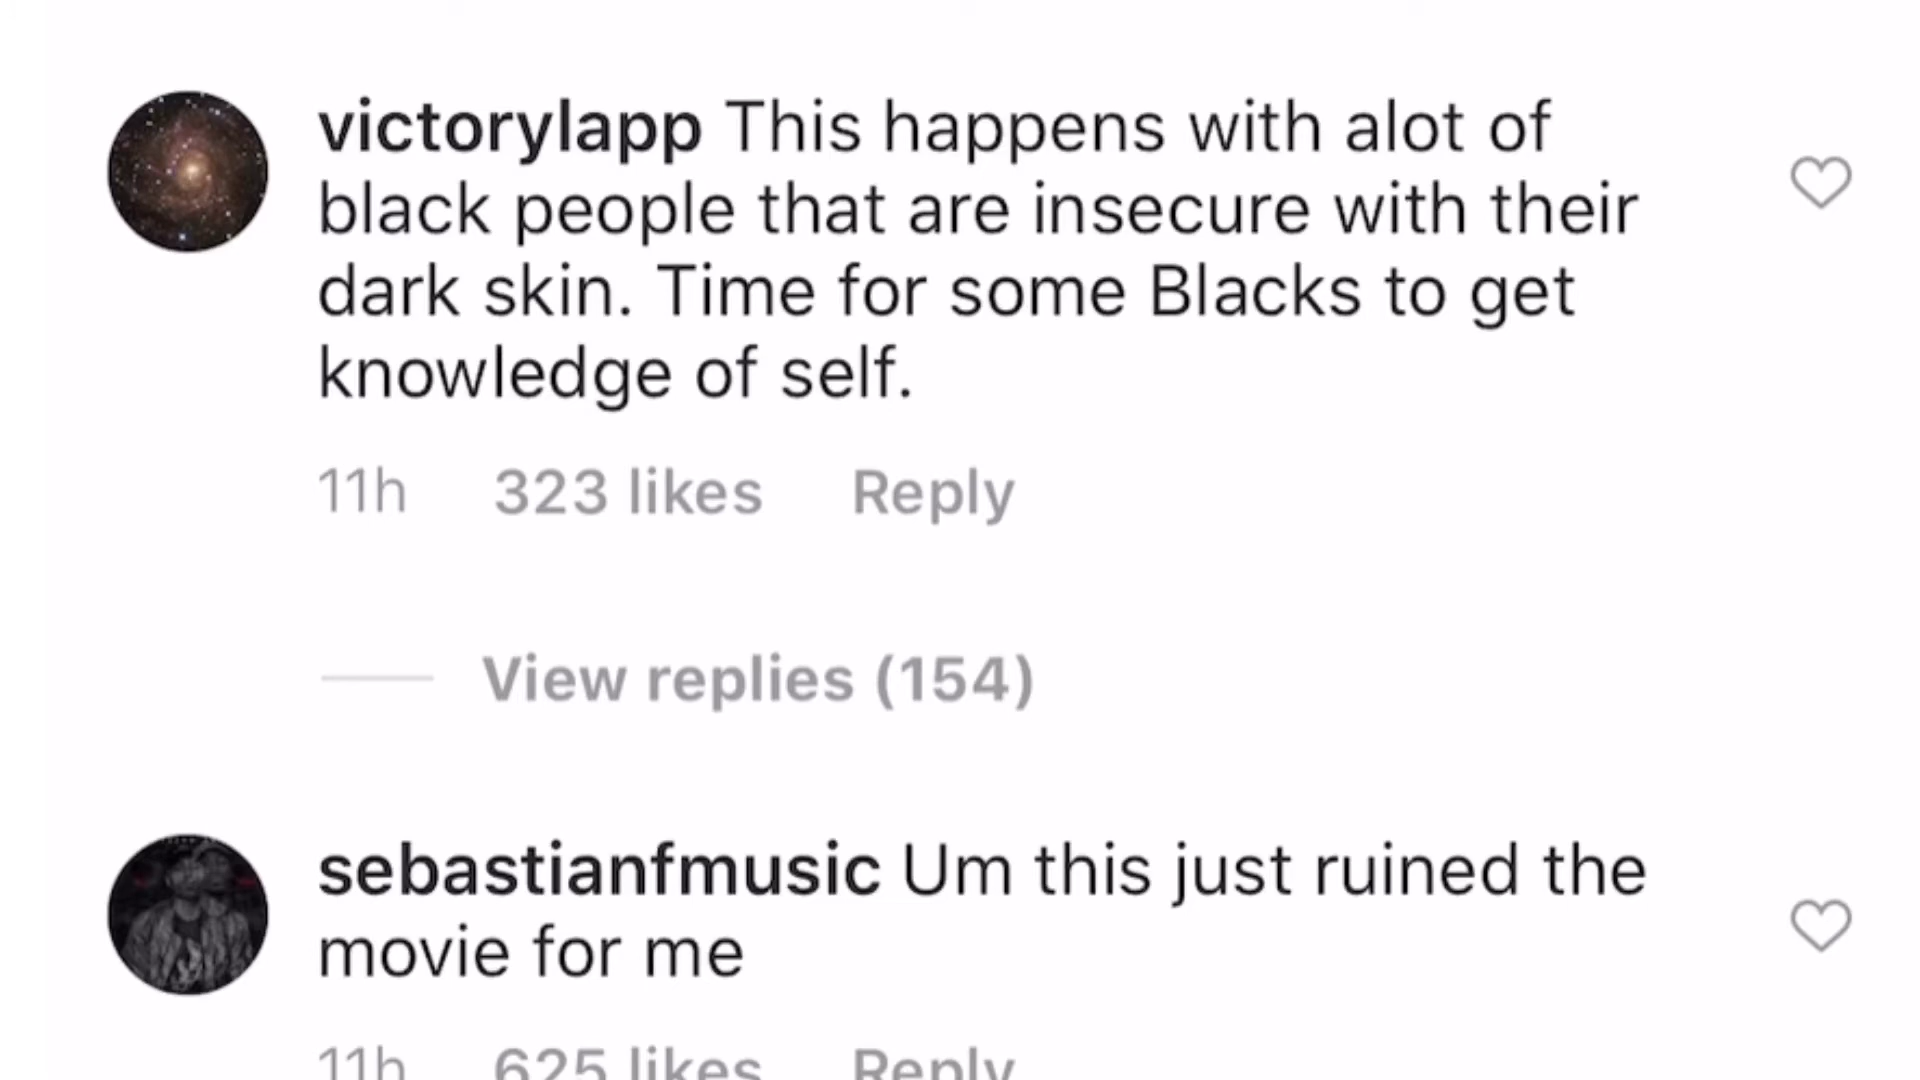 victorylapp This happens with alot of
black people that are insecure with their
dark skin. Time for some Blacks to get
knowledge of self.
11h 323 likes Reply
View replies (154)
sebastianfmusic Um this just ruined the
movie for me
11h 625 likes Reply